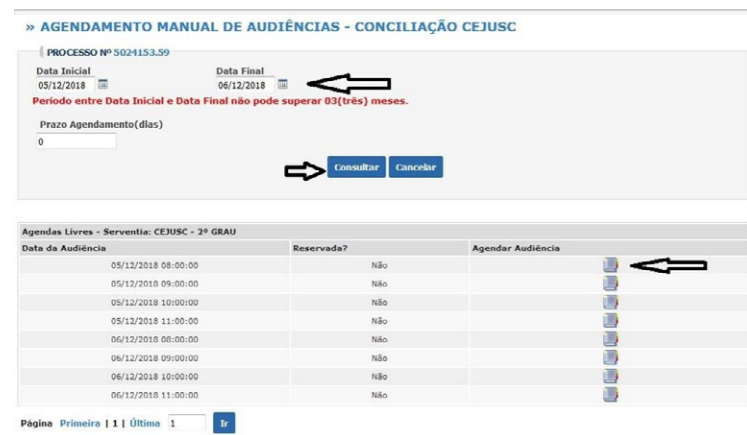 » AGENDAMENTO MANUAL DE AUDIÊNCIAS - CONCILIAÇÃO CEJUSC
PROCESSO Nº 5024153.59
Data Inicial Data Final
05/12/2018 06/12/2018
Período entre Data Inicial e Data Final não pode superar 03(três) meses.
Prazo Agendamento(dias)
0
Consultar Cancelar
Agendas Livres - Serventia: CEJUSC - 2º GRAU
Data da Audiência Reservada? Agendar Audiência
05/12/2018 08:00:00 Não
05/12/2018 09:00:00 Não
05/12/2018 10:00:00 Não
05/12/2018 11:00:00 Não
06/12/2018 08:00:00 Não
06/12/2018 09:00:00 Não
06/12/2018 10:00:00 Não
06/12/2018 11:00:00 Não
Página Primeira | 1 | Última 1 Ir